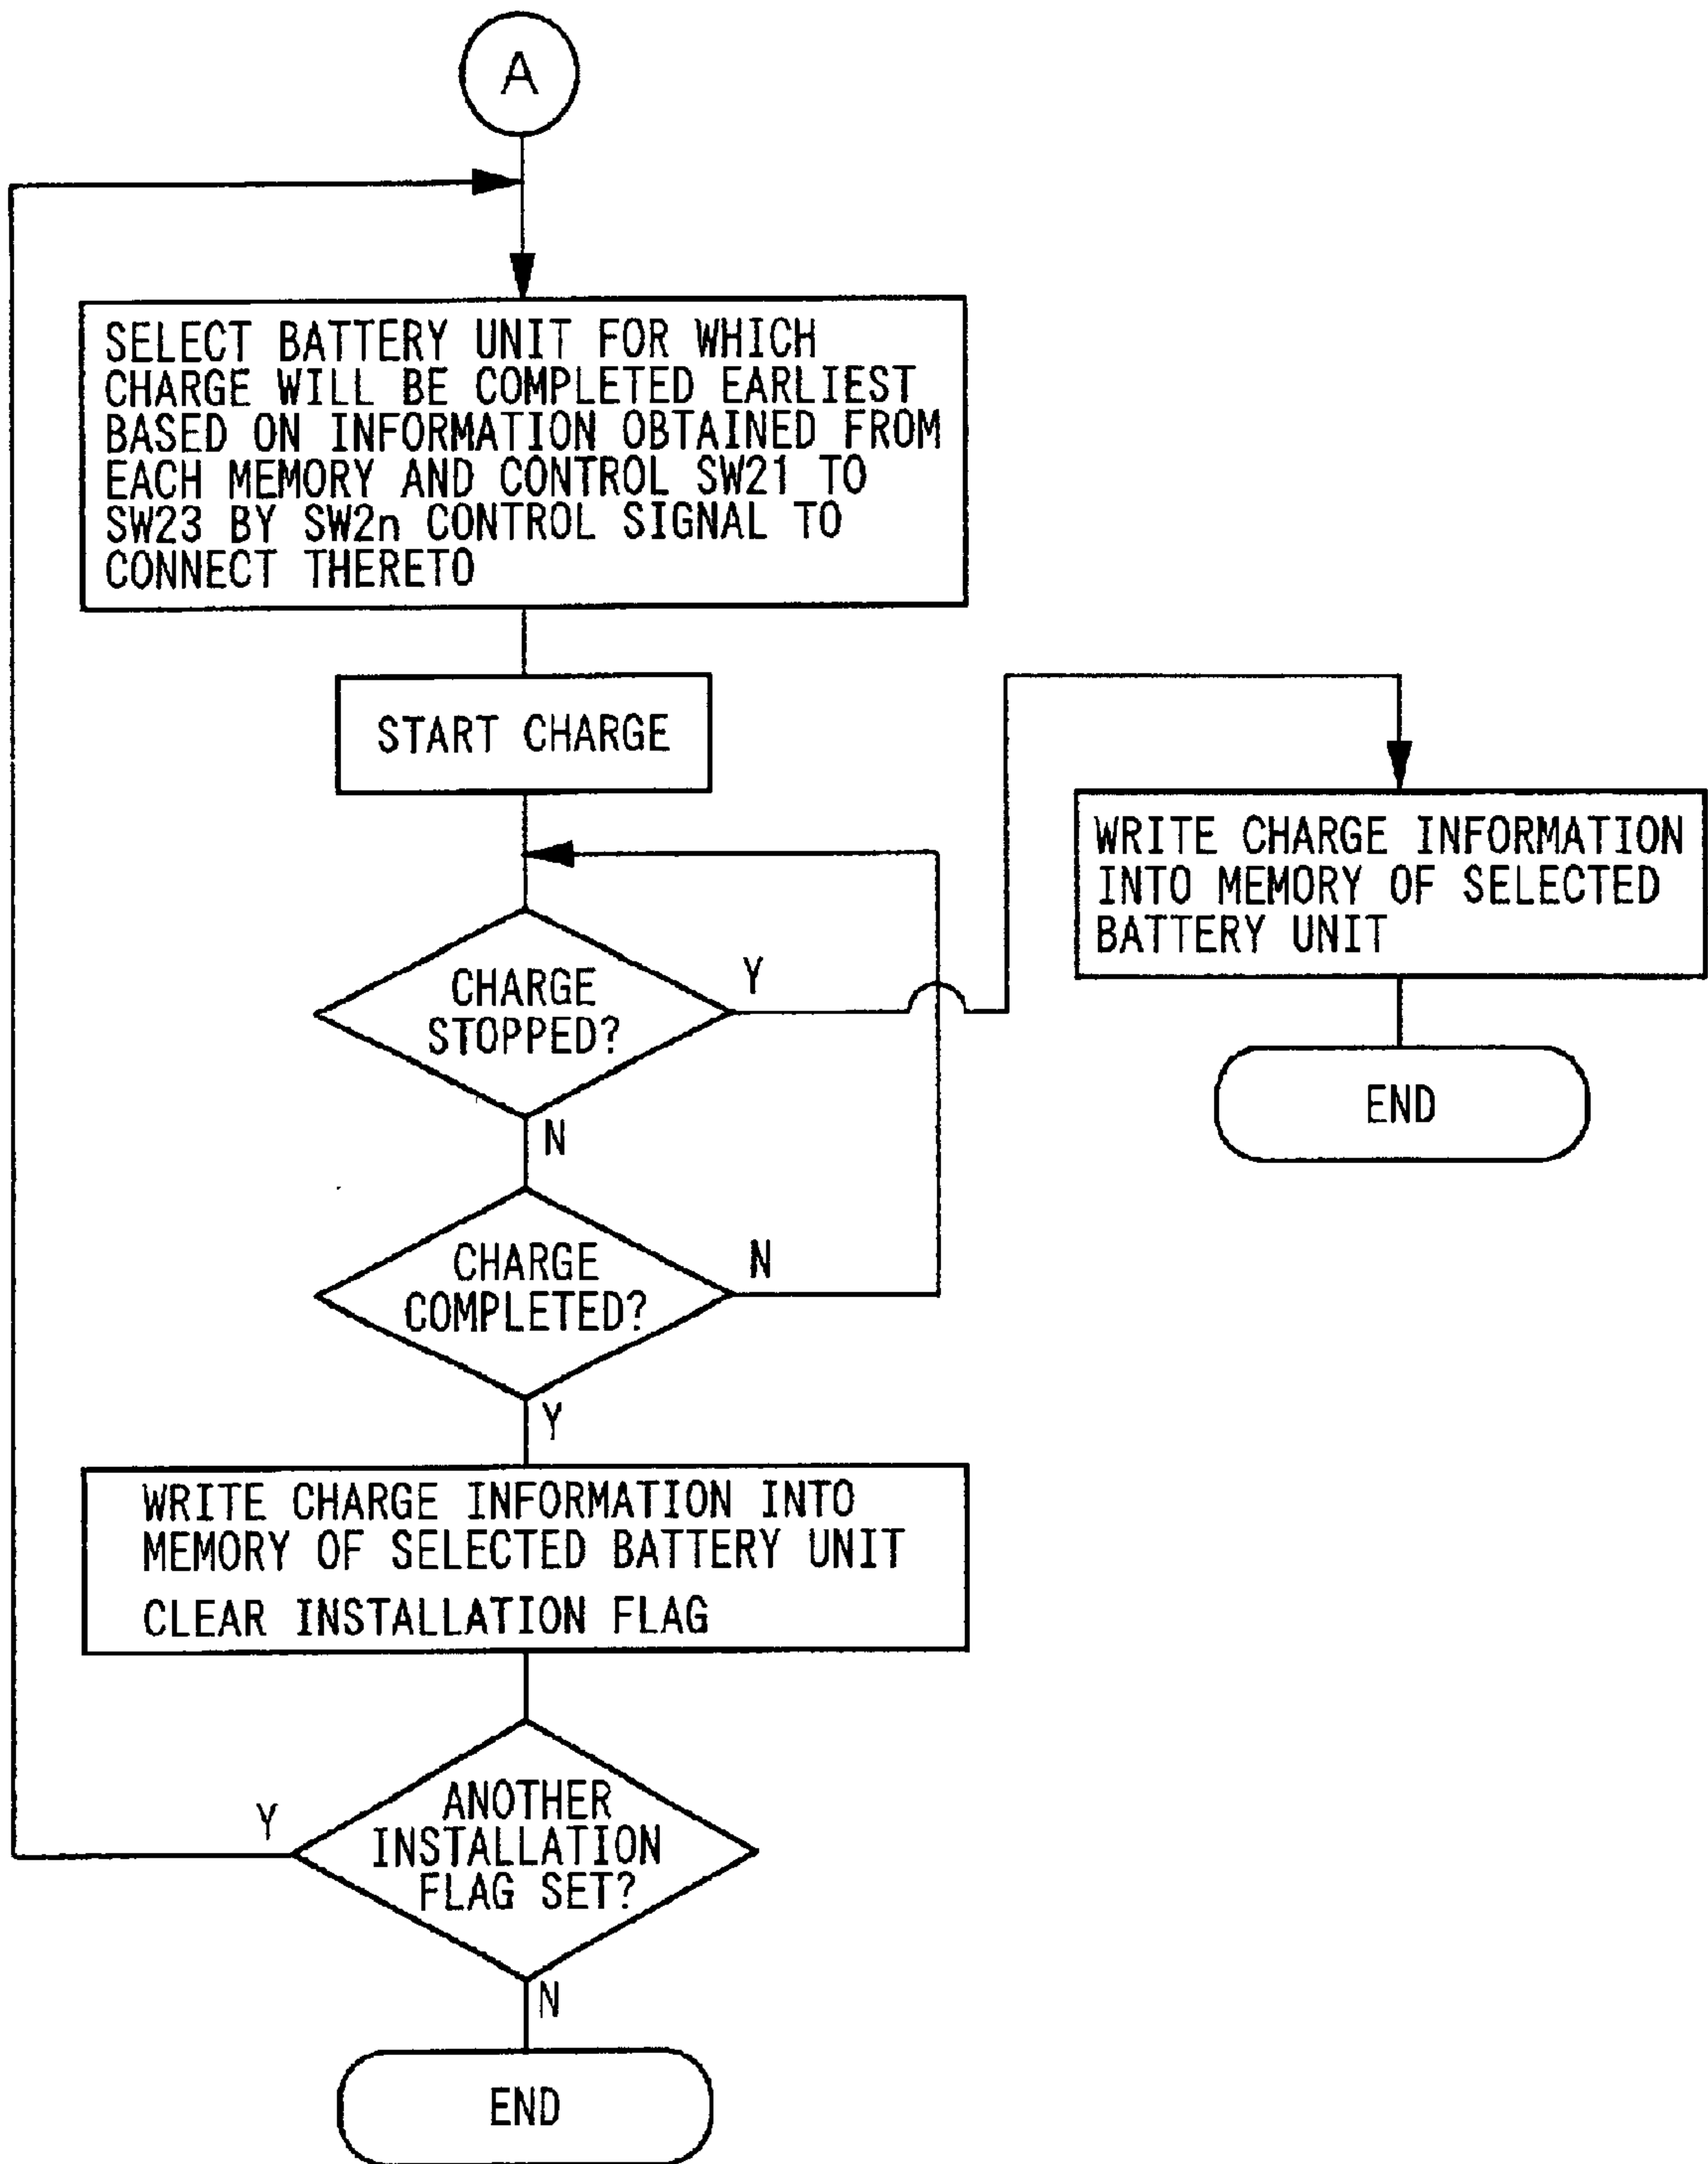 A
SELECT BATTERY UNIT FOR WHICH
CHARGE WILL BE COMPLETED EARLIEST
BASED ON INFORMATION OBTAINED FROM
EACH MEMORY AND CONTROL SW21 TO
SW23 BY SW2n CONTROL SIGNAL TO
CONNECT THERETO
START CHARGE
WRITE CHARGE INFORMATION
INTO MEMORY OF SELECTED
BATTERY UNIT
END
CHARGE
STOPPED?
Y
N
CHARGE
COMPLETED?
N
Y
WRITE CHARGE INFORMATION INTO
MEMORY OF SELECTED BATTERY UNIT
CLEAR INSTALLATION FLAG
ANOTHER
INSTALLATION
FLAG SET?
Y
N
END